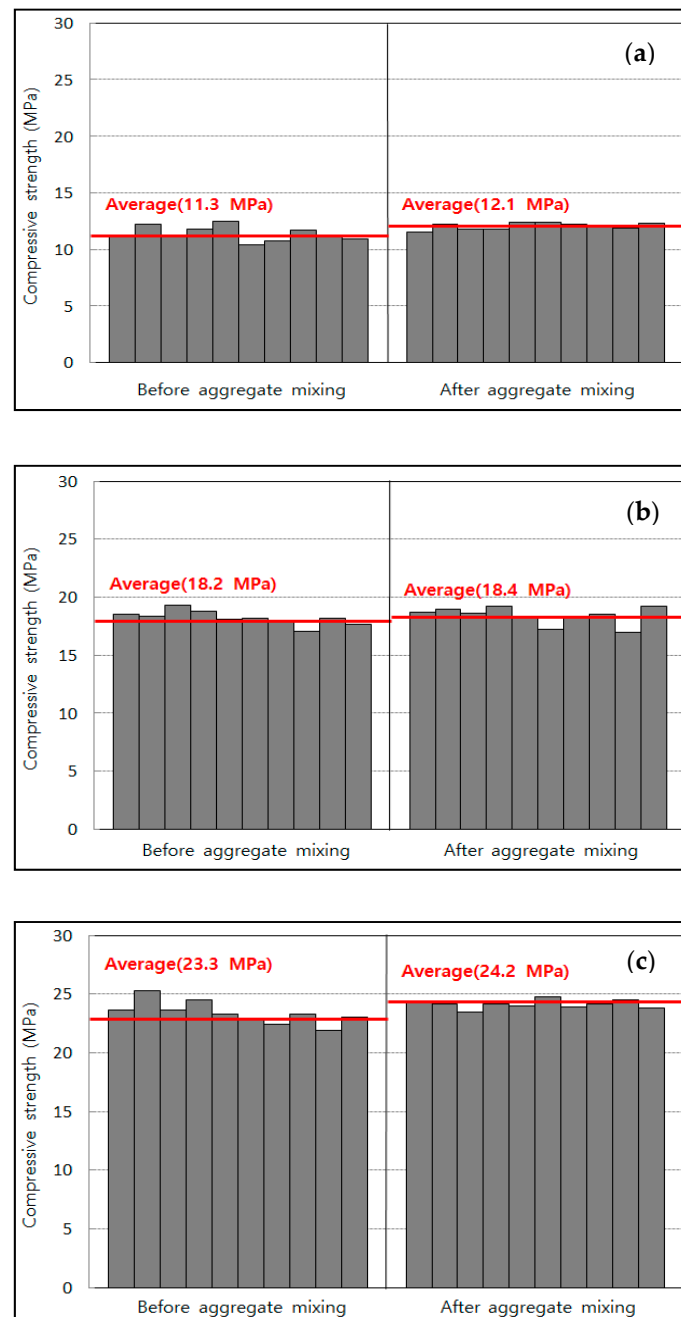 (a)
Compressive strength (MPa)
30
25
20
15
10
5
0
Average(11.3 MPa)
Average(12.1 MPa)
Before aggregate mixing
After aggregate mixing
(b)
Compressive strength (MPa)
30
25
20
15
10
5
0
Average(18.2 MPa)
Average(18.4 MPa)
Before aggregate mixing
After aggregate mixing
(c)
Compressive strength (MPa)
30
25
20
15
10
5
0
Average(23.3 MPa)
Average(24.2 MPa)
Before aggregate mixing
After aggregate mixing